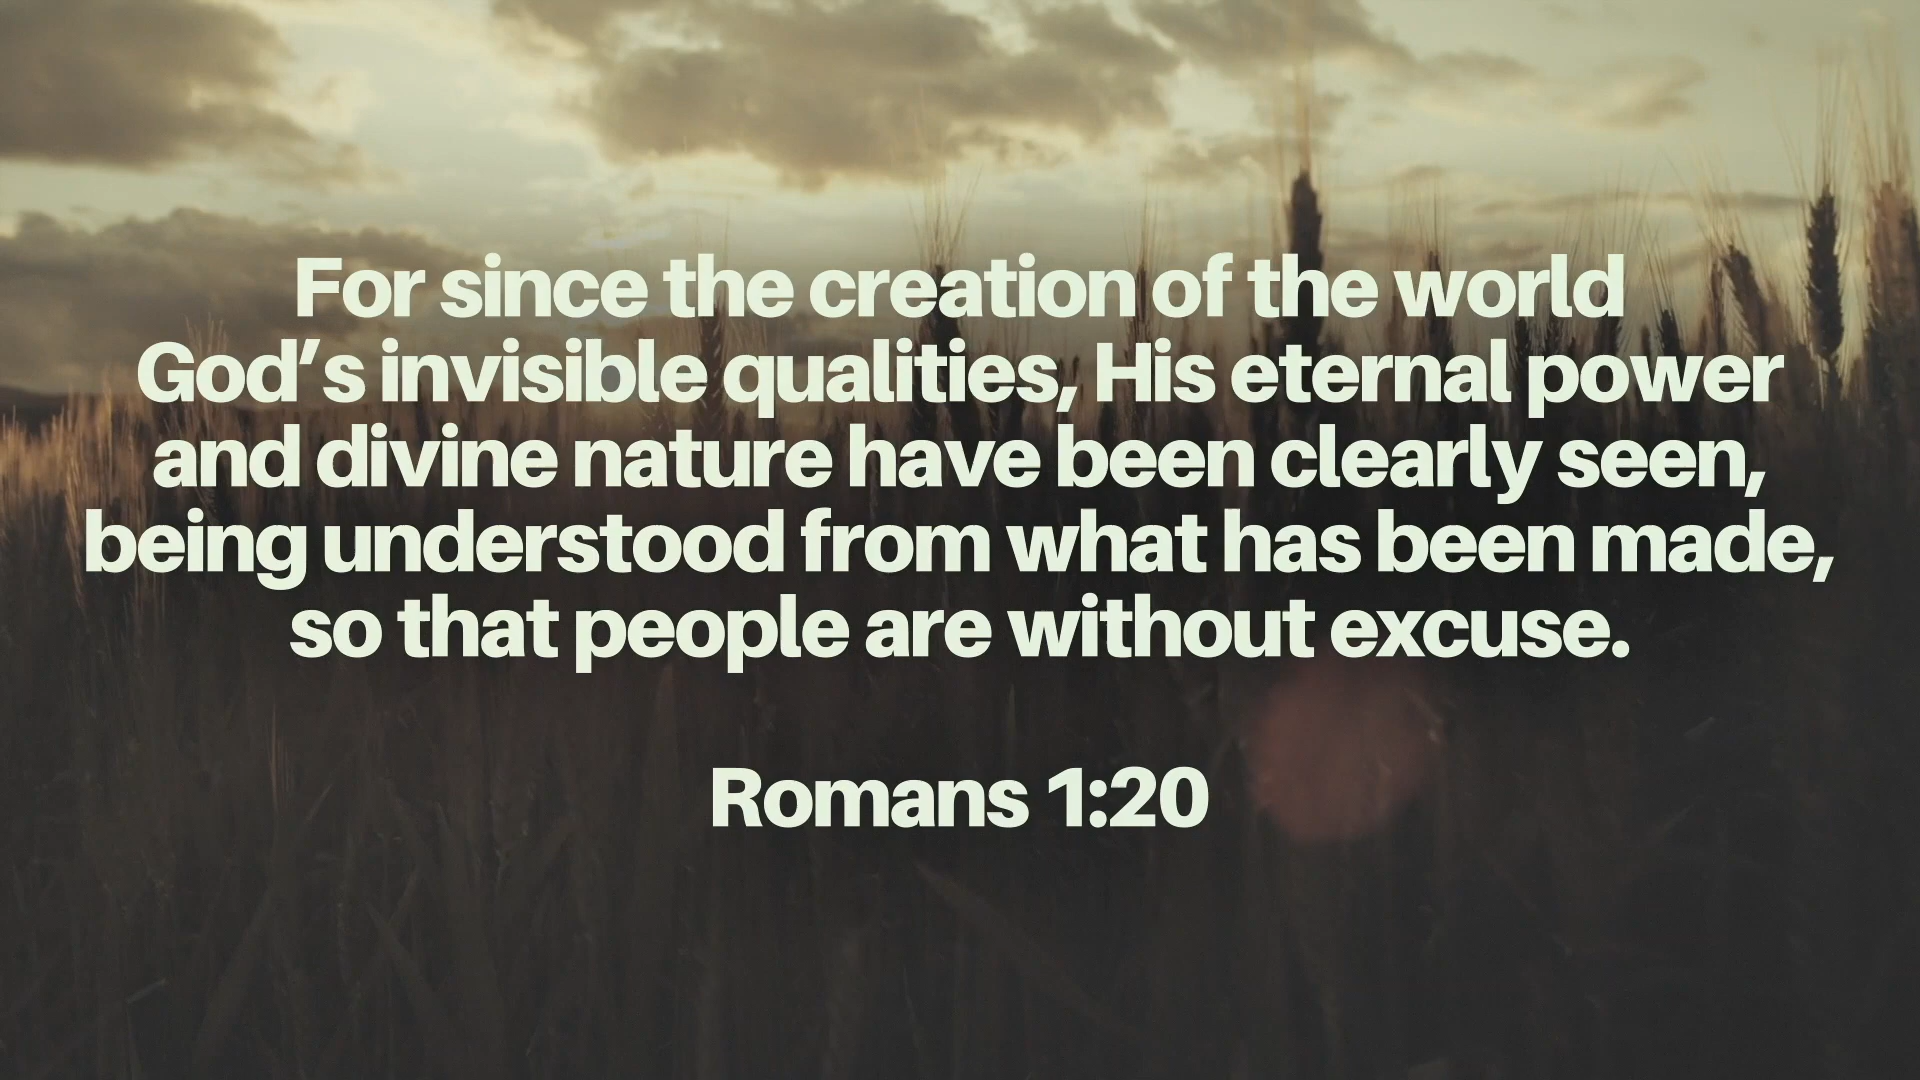 For since the creation of the world
God’s invisible qualities, His eternal power
and divine nature have been clearly seen,
being understood from what has been made,
so that people are without excuse.
Romans 1:20